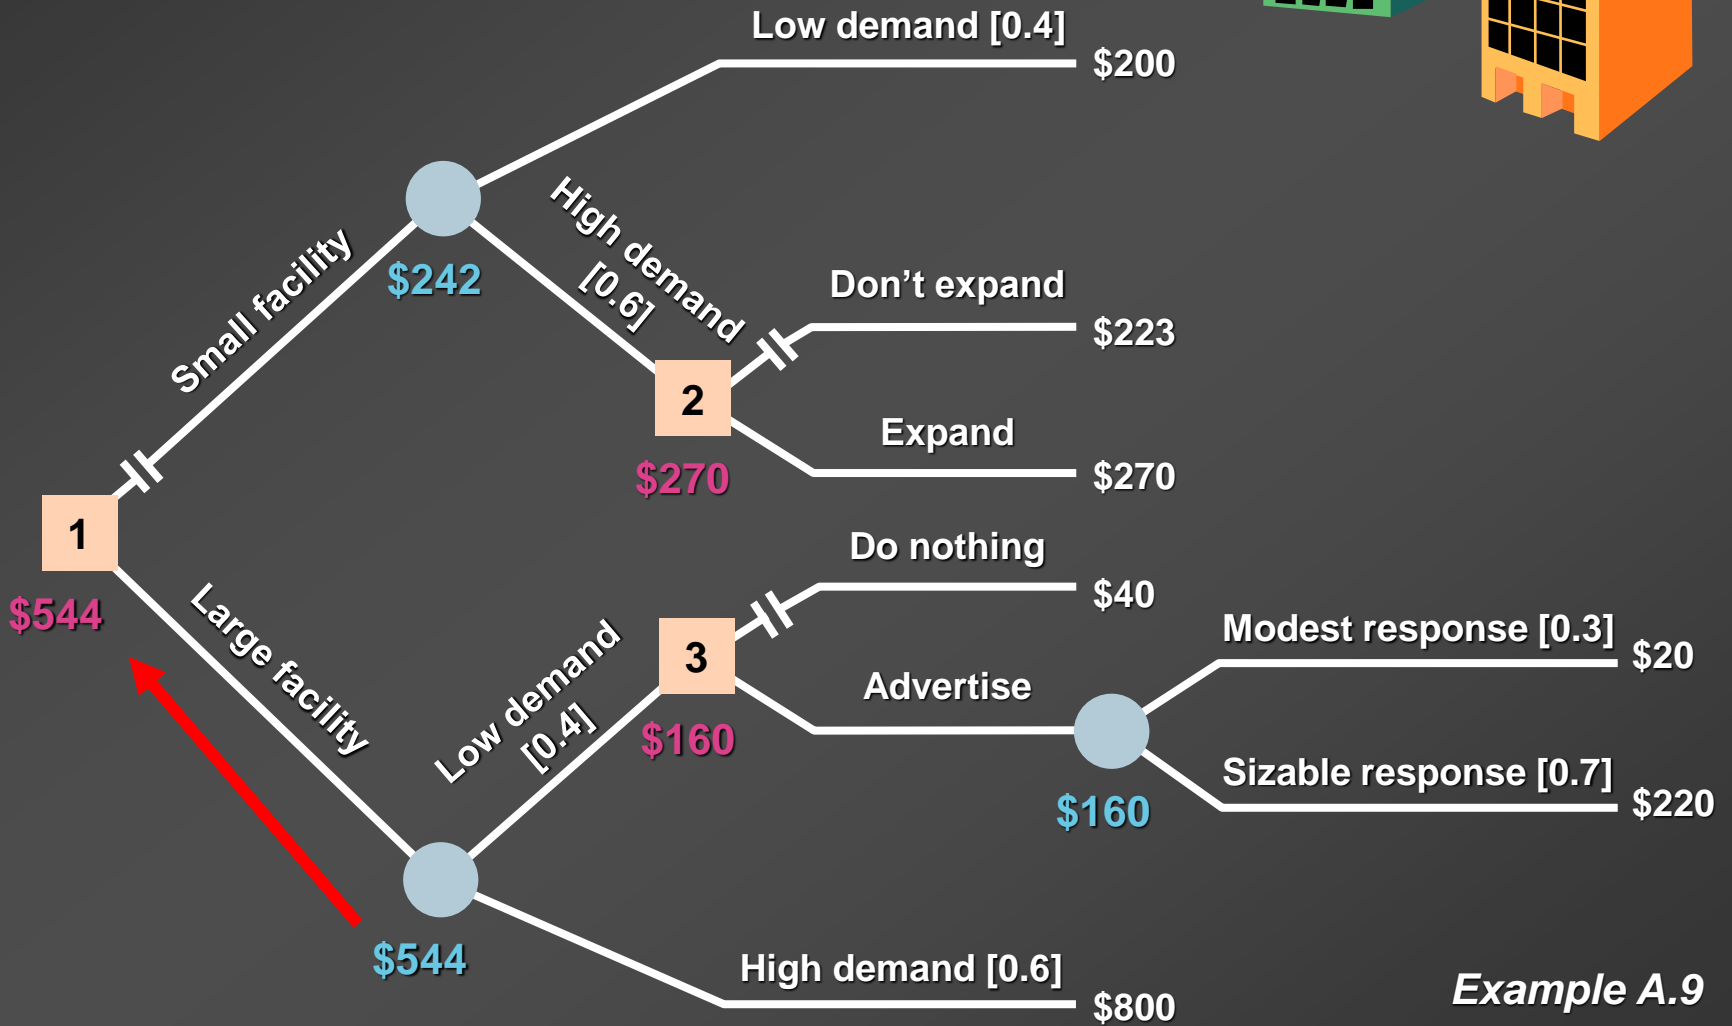 Low demand [0.4]
$200
High demand
[0.6]
Small facility
$242
Don’t expand
$223
2
Expand
$270
$270
1
$544
Do nothing
$40
Large facility
Low demand
[0.4]
3
$160
Advertise
Modest response [0.3]
$20
Sizable response [0.7]
$220
$160
$544
High demand [0.6]
$800
Example A.9